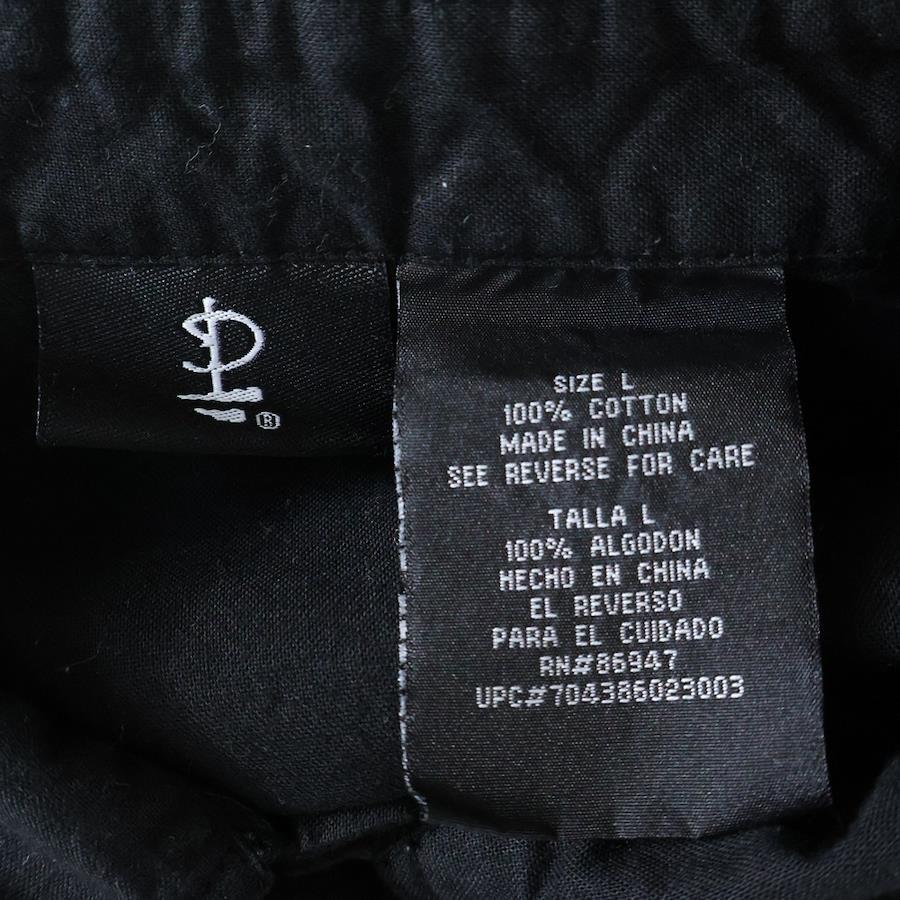 ®
SIZE L
100% COTTON
MADE IN CHINA
SEE REVERSE FOR CARE
TALLA L
100% ALGODON
HECHO EN CHINA
EL REVERSO
PARA EL CUIDADO
RN#86947
UPC#704386023003